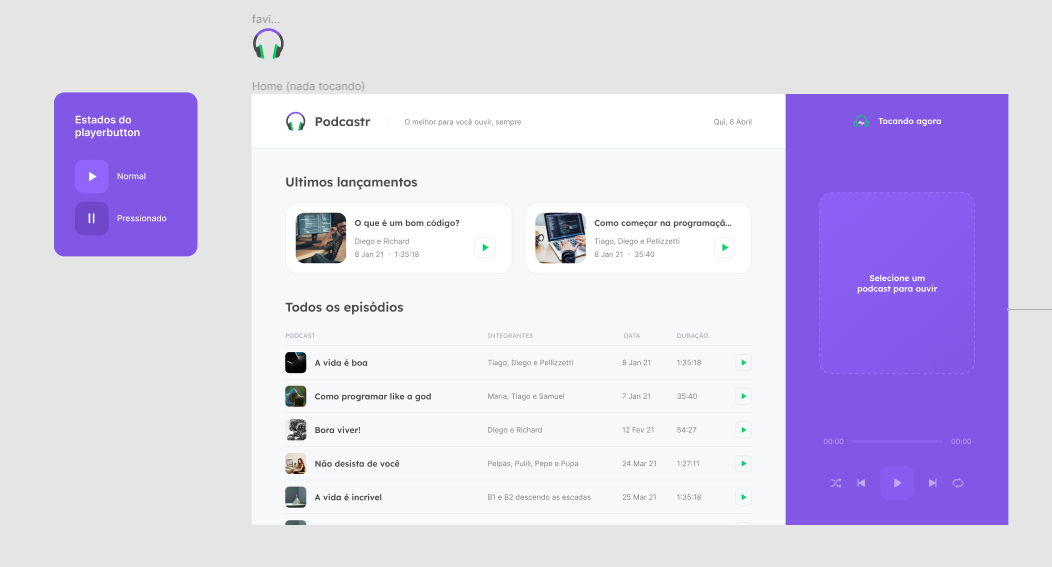 favi...
Home (nada tocando)
Estados do
playerbutton
Normal
Pressionado
Podcastr
O melhor para você ouvir, sempre
Qui, 8 Abril
Tocando agora
Ultimos lançamentos
O que é um bom código?
Diego e Richard
8 Jan 21 • 1:35:18
Como começar na programaçã...
Tiago, Diego e Pellizzetti
8 Jan 21 • 35:40
Selecione um
podcast para ouvir
Todos os episódios
PODCAST INTEGRANTES DATA DURAÇÃO
A vida é boa Tiago, Diego e Pellizzetti 8 Jan 21 1:35:18
Como programar like a god Maria, Tiago e Samuel 7 Jan 21 35:40
Bora viver! Diego e Richard 12 Fev 21 54:27
Não desista de você Pelpas, Pulili, Pepe e Pupa 24 Mar 21 1:27:11
A vida é incrível B1 e B2 descendo as escadas 25 Mar 21 1:35:18
00:00 00:00